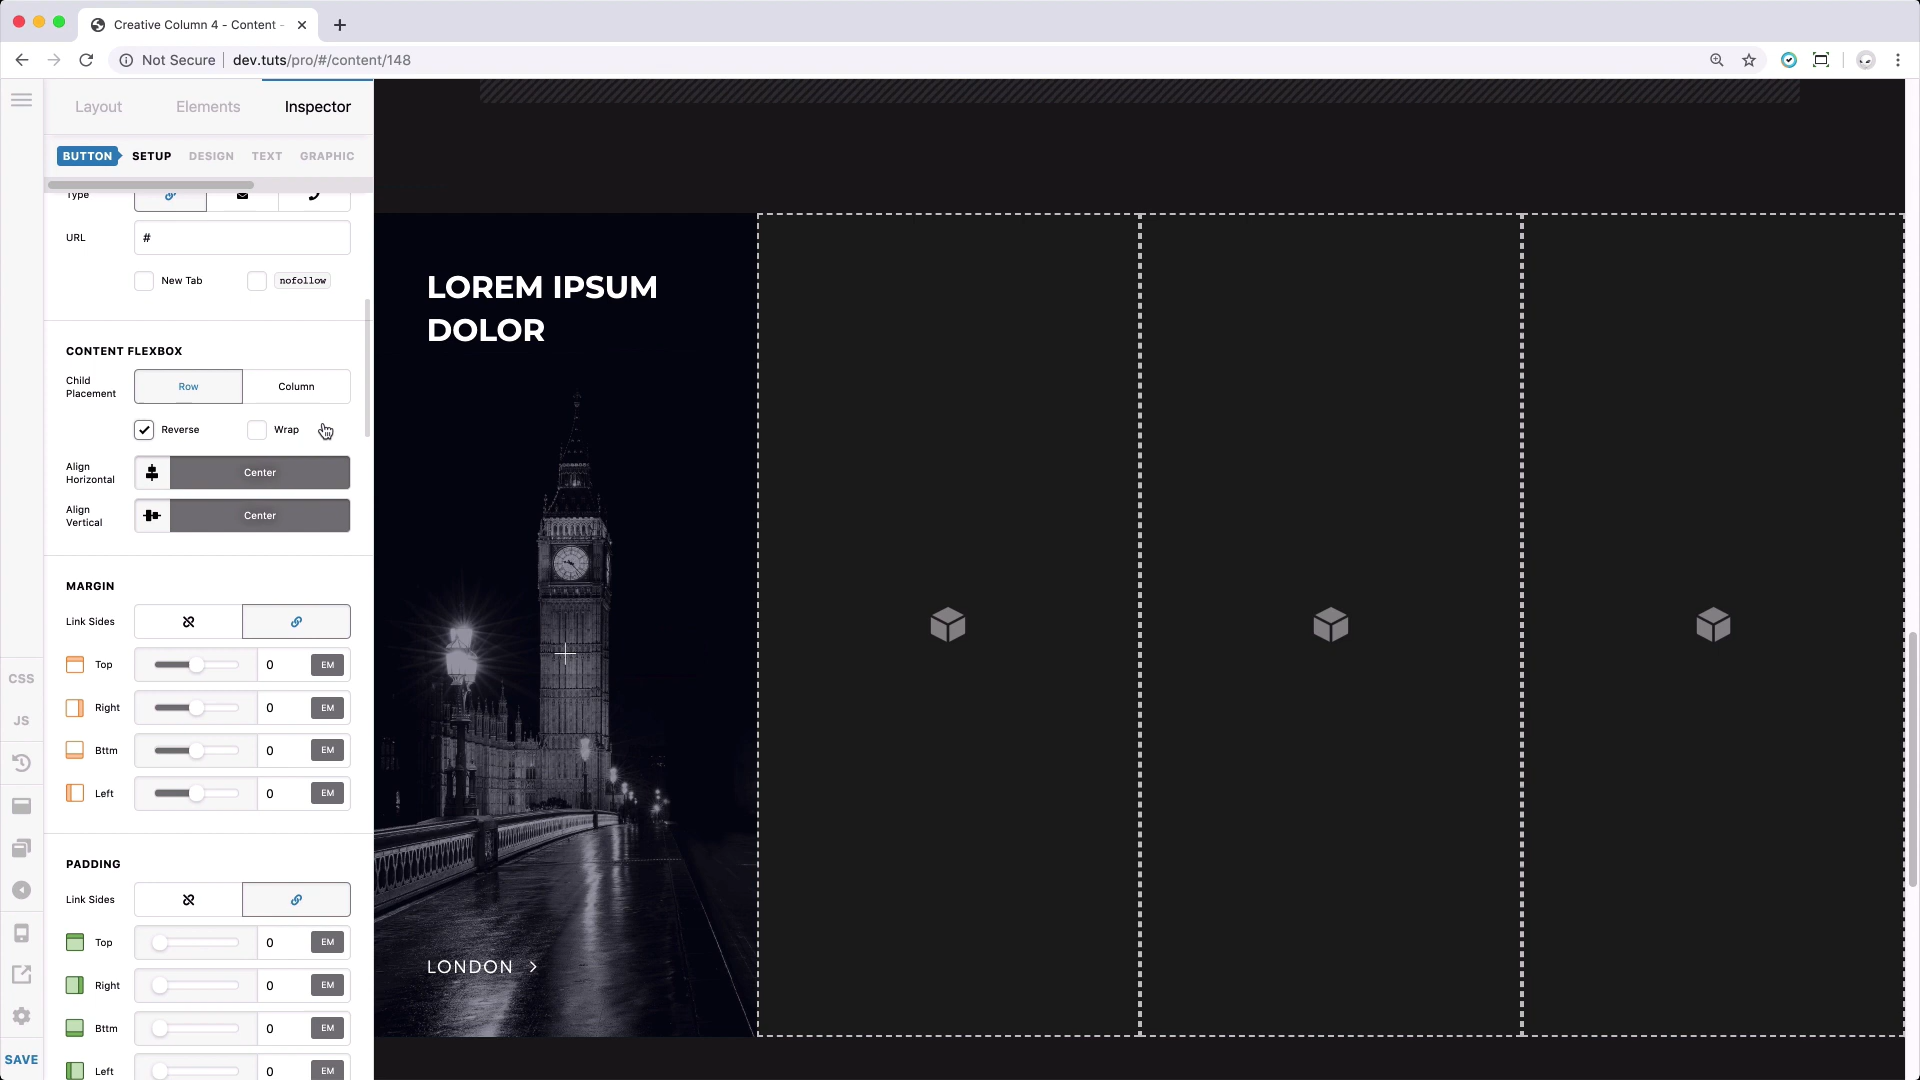 Creative Column 4 - Content -
Not Secure
dev.tuts/pro/#/content/148
Layout
Elements
Inspector
BUTTON
SETUP
DESIGN
TEXT
GRAPHIC
Type
URL
#
New Tab
nofollow
CONTENT FLEXBOX
Child Placement
Row
Column
Reverse
Wrap
Align Horizontal
Center
Align Vertical
Center
MARGIN
Link Sides
Top
0
EM
Right
0
EM
Bttm
0
EM
Left
0
EM
PADDING
Link Sides
Top
0
EM
Right
0
EM
Bttm
0
EM
Left
0
EM
CSS
JS
SAVE
LOREM IPSUM
DOLOR
LONDON